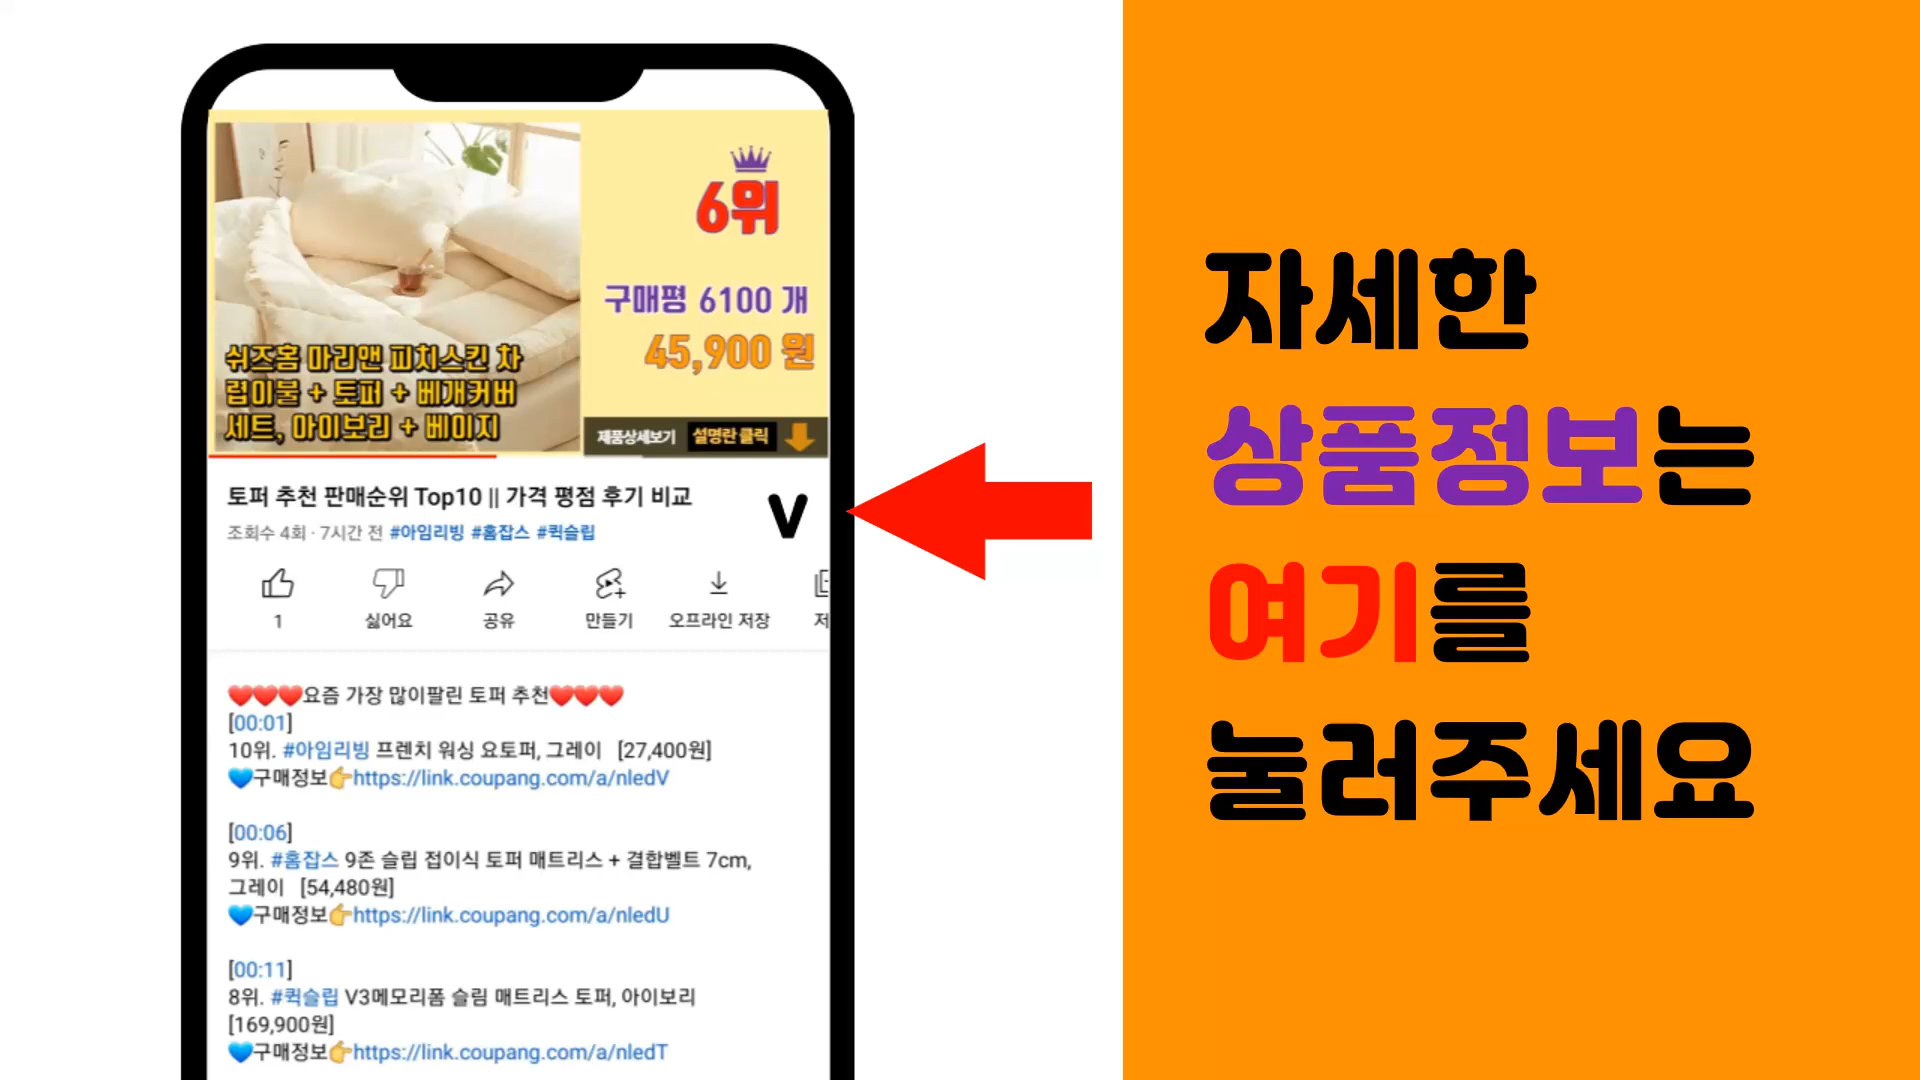 6위
구매평 6100 개
45,900 원
쉬즈홈 마리앤 피치스킨 차
렵이불 + 토퍼 + 베개커버
세트, 아이보리 + 베이지
제품상세보기 설명란 클릭
토퍼 추천 판매순위 Top10 || 가격 평점 후기 비교
V
조회수 4회 · 7시간 전 #아임리빙 #홈잡스 #퀵슬립
1 싫어요 공유 만들기 오프라인 저장 저
❤❤❤요즘 가장 많이팔린 토퍼 추천❤❤❤
[00:01]
10위. #아임리빙 프렌치 워싱 요토퍼, 그레이 [27,400원]
💙구매정보👉https://link.coupang.com/a/nledV
[00:06]
9위. #홈잡스 9존 슬립 접이식 토퍼 매트리스 + 결합벨트 7cm,
그레이 [54,480원]
💙구매정보👉https://link.coupang.com/a/nledU
[00:11]
8위. #퀵슬립 V3메모리폼 슬림 매트리스 토퍼, 아이보리
[169,900원]
💙구매정보👉https://link.coupang.com/a/nledT
자세한
상품정보는
여기를
눌러주세요